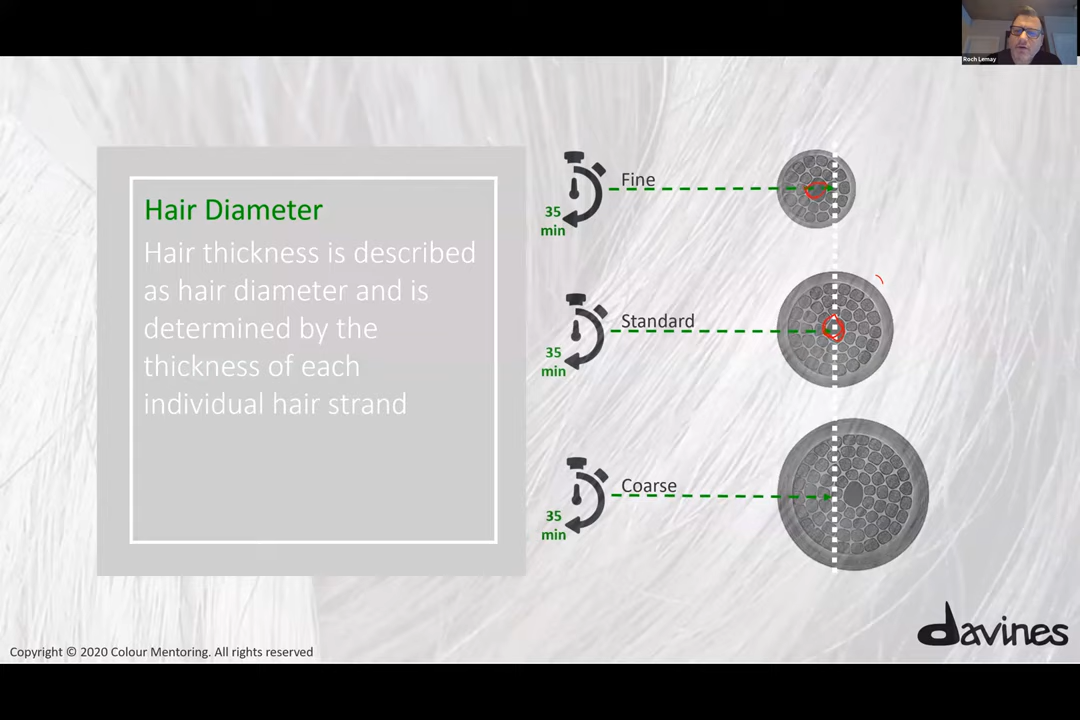 Roch Lemay
Hair Diameter
Hair thickness is described
as hair diameter and is
determined by the
thickness of each
individual hair strand
Fine
35
min
Standard
35
min
Coarse
35
min
davines
Copyright © 2020 Colour Mentoring. All rights reserved